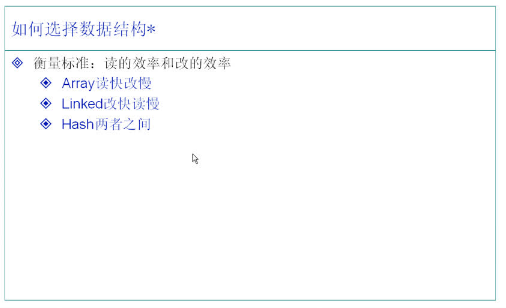 如何选择数据结构*
衡量标准：读的效率和改的效率
Array读快改慢
Linked改快读慢
Hash两者之间